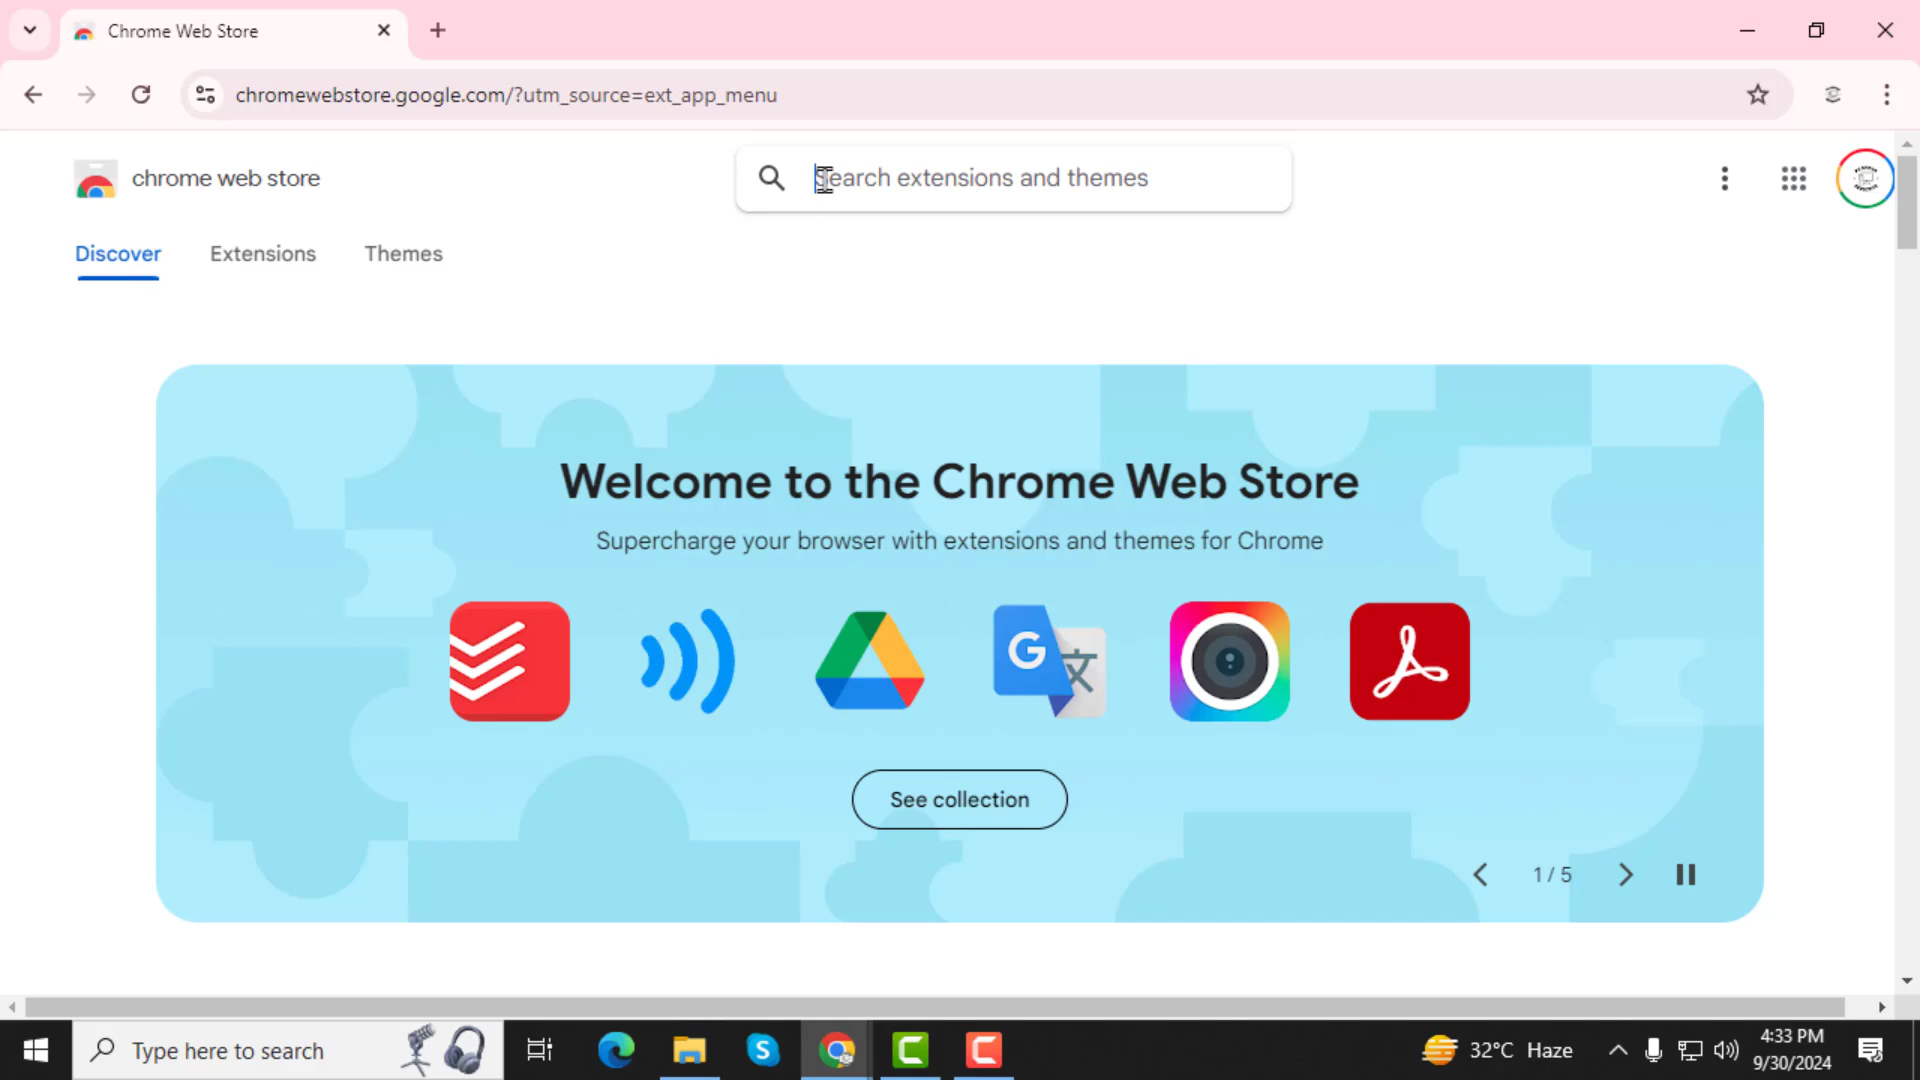 Chrome Web Store
chromewebstore.google.com/?utm_source=ext_app_menu
chrome web store
Search extensions and themes
Discover
Extensions
Themes
Welcome to the Chrome Web Store
Supercharge your browser with extensions and themes for Chrome
G 文
See collection
1 / 5
Type here to search
32°C Haze
4:33 PM
9/30/2024